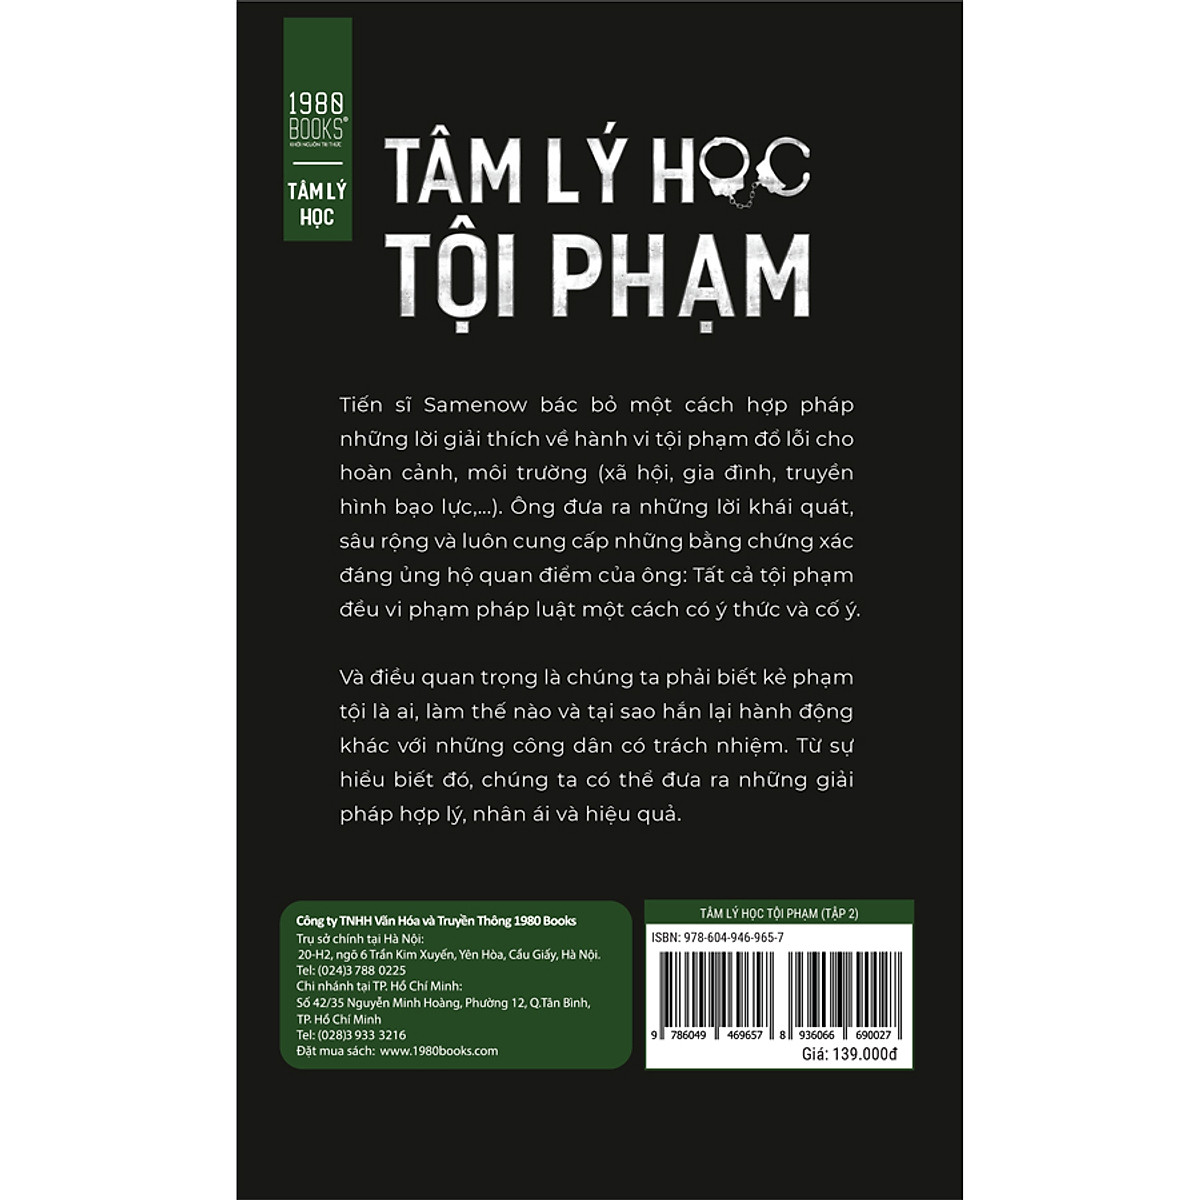 1980
BOOKS®
KHƠI NGUỒN TRI THỨC
TÂM LÝ
HỌC
TÂM LÝ HỌC
TỘI PHẠM
Tiến sĩ Samenow bác bỏ một cách hợp pháp
những lời giải thích về hành vi tội phạm đổ lỗi cho
hoàn cảnh, môi trường (xã hội, gia đình, truyền
hình bạo lực,...). Ông đưa ra những lời khái quát,
sâu rộng và luôn cung cấp những bằng chứng xác
đáng ủng hộ quan điểm của ông: Tất cả tội phạm
đều vi phạm pháp luật một cách có ý thức và cố ý.
Và điều quan trọng là chúng ta phải biết kẻ phạm
tội là ai, làm thế nào và tại sao hắn lại hành động
khác với những công dân có trách nhiệm. Từ sự
hiểu biết đó, chúng ta có thể đưa ra những giải
pháp hợp lý, nhân ái và hiệu quả.
Công ty TNHH Văn Hóa và Truyền Thông 1980 Books
Trụ sở chính tại Hà Nội:
20-H2, ngõ 6 Trần Kim Xuyến, Yên Hòa, Cầu Giấy, Hà Nội.
Tel: (024)3 788 0225
Chi nhánh tại TP. Hồ Chí Minh:
Số 42/35 Nguyễn Minh Hoàng, Phường 12, Q.Tân Bình,
TP. Hồ Chí Minh
Tel: (028)3 933 3216
Đặt mua sách: www.1980books.com
TÂM LÝ HỌC TỘI PHẠM (TẬP 2)
ISBN: 978-604-946-965-7
9 786049 469657 8 936066 690027
Giá: 139.000đ